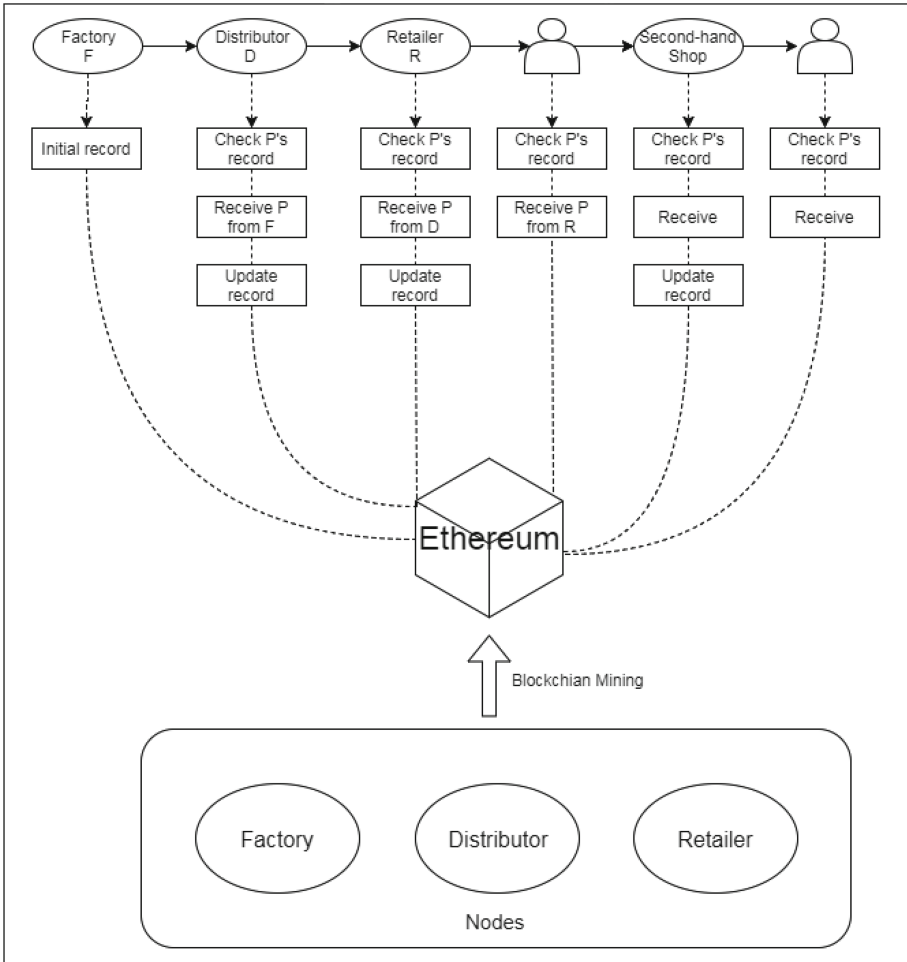 Factory
F
Distributor
D
Retailer
R
Second-hand
Shop
Initial record
Check P's
record
Check P's
record
Check P's
record
Check P's
record
Check P's
record
Receive P
from F
Receive P
from D
Receive P
from R
Receive
Receive
Update
record
Update
record
Update
record
Ethereum
Blockchian Mining
Factory
Distributor
Retailer
Nodes